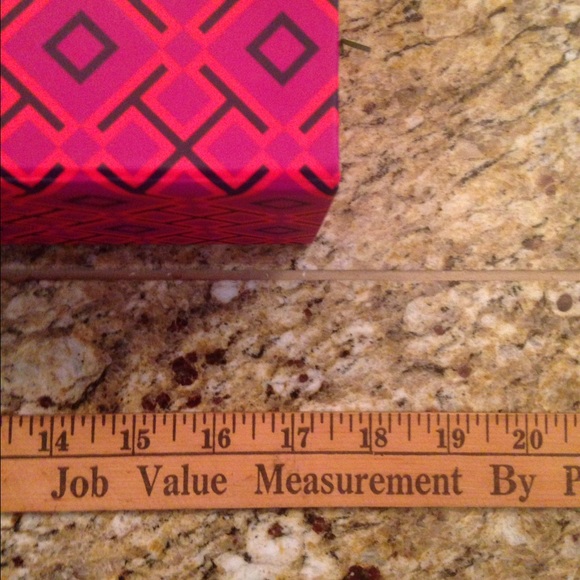 14 15 16 17 18 19 20
Job Value Measurement By P